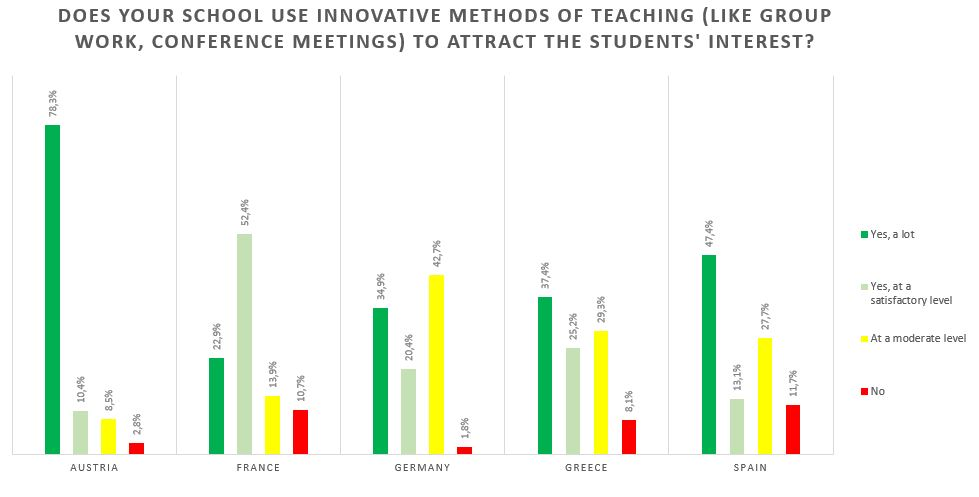 DOES YOUR SCHOOL USE INNOVATIVE METHODS OF TEACHING (LIKE GROUP
WORK, CONFERENCE MEETINGS) TO ATTRACT THE STUDENTS' INTEREST?
78,3%
10,4%
8,5%
2,8%
22,9%
52,4%
13,9%
10,7%
34,9%
20,4%
42,7%
1,8%
37,4%
25,2%
29,3%
8,1%
47,4%
13,1%
27,7%
11,7%
AUSTRIA
FRANCE
GERMANY
GREECE
SPAIN
Yes, a lot
Yes, at a
satisfactory level
At a moderate level
No